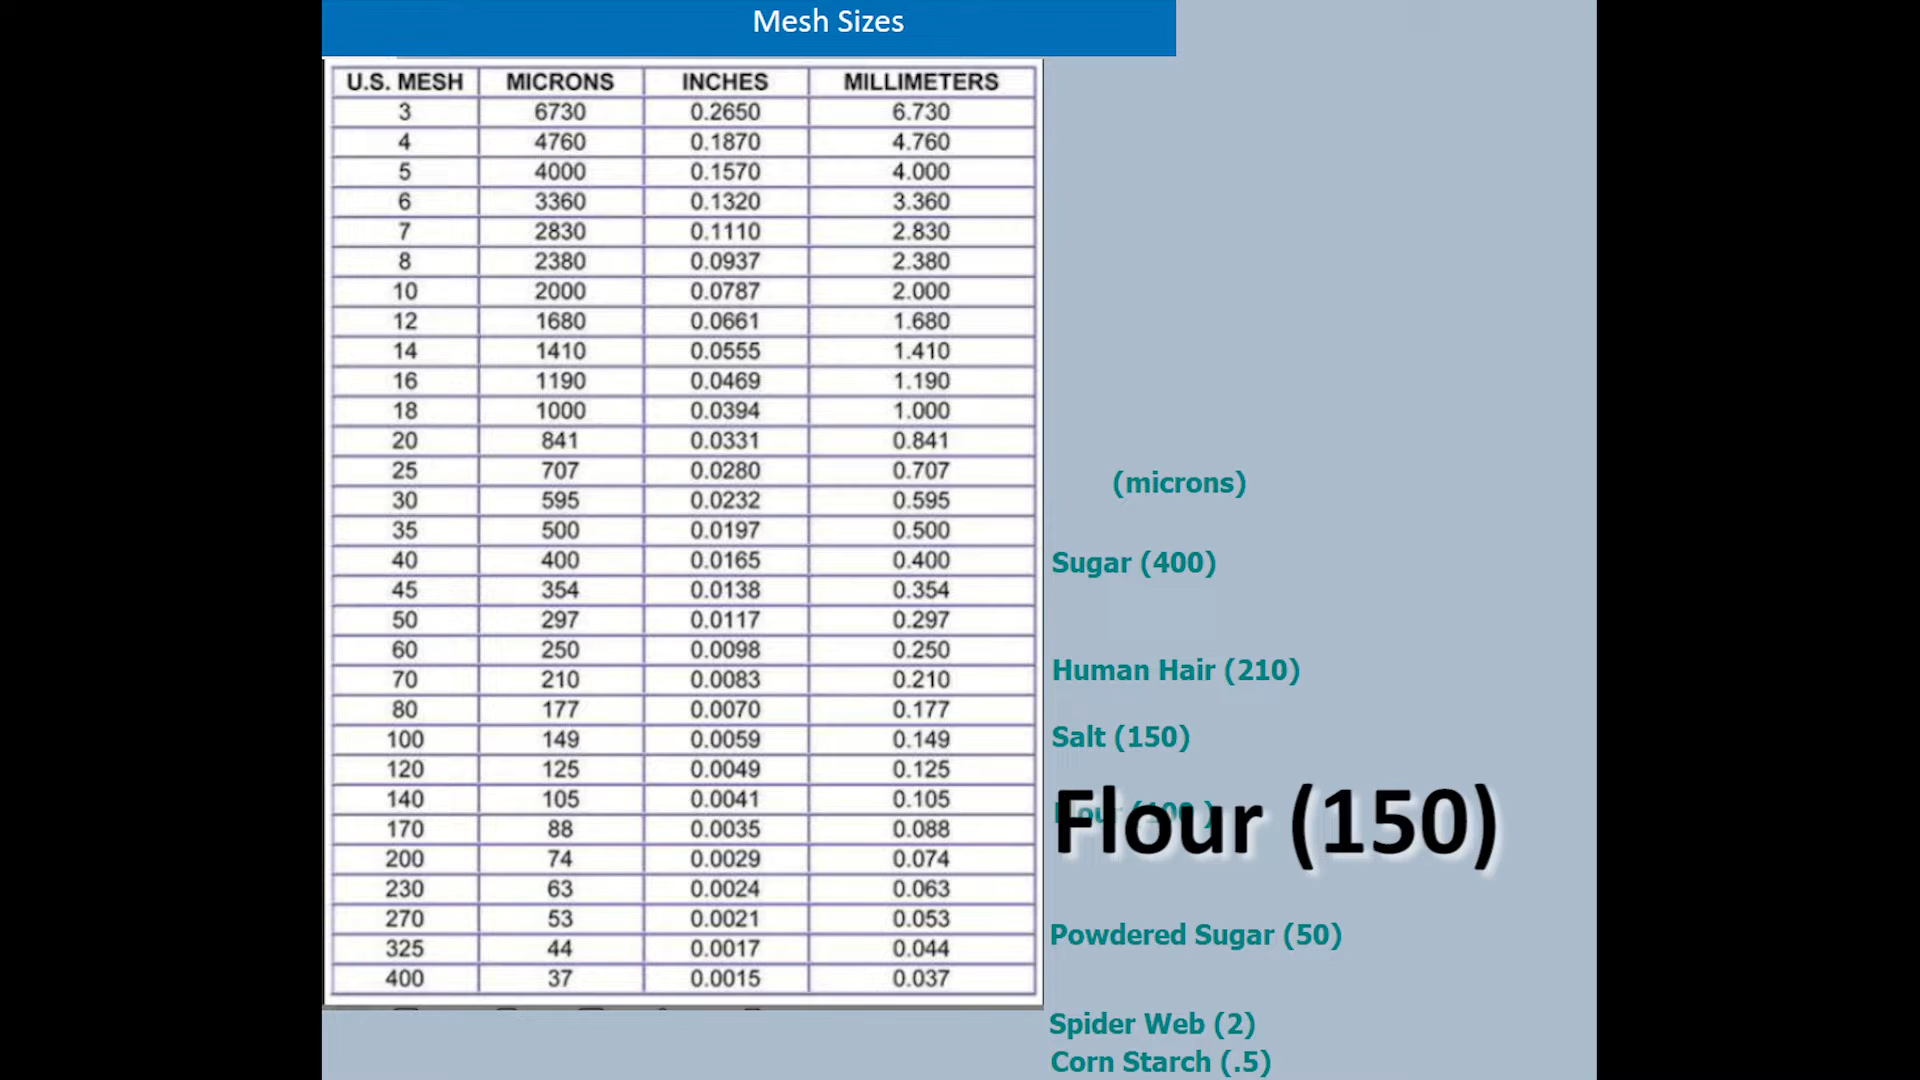 Mesh Sizes
U.S. MESH MICRONS INCHES MILLIMETERS
3 6730 0.2650 6.730
4 4760 0.1870 4.760
5 4000 0.1570 4.000
6 3360 0.1320 3.360
7 2830 0.1110 2.830
8 2380 0.0937 2.380
10 2000 0.0787 2.000
12 1680 0.0661 1.680
14 1410 0.0555 1.410
16 1190 0.0469 1.190
18 1000 0.0394 1.000
20 841 0.0331 0.841
25 707 0.0280 0.707
30 595 0.0232 0.595
35 500 0.0197 0.500
40 400 0.0165 0.400
45 354 0.0138 0.354
50 297 0.0117 0.297
60 250 0.0098 0.250
70 210 0.0083 0.210
80 177 0.0070 0.177
100 149 0.0059 0.149
120 125 0.0049 0.125
140 105 0.0041 0.105
170 88 0.0035 0.088
200 74 0.0029 0.074
230 63 0.0024 0.063
270 53 0.0021 0.053
325 44 0.0017 0.044
400 37 0.0015 0.037
(microns)
Sugar (400)
Human Hair (210)
Salt (150)
Flour (150)
Powdered Sugar (50)
Spider Web (2)
Corn Starch (.5)